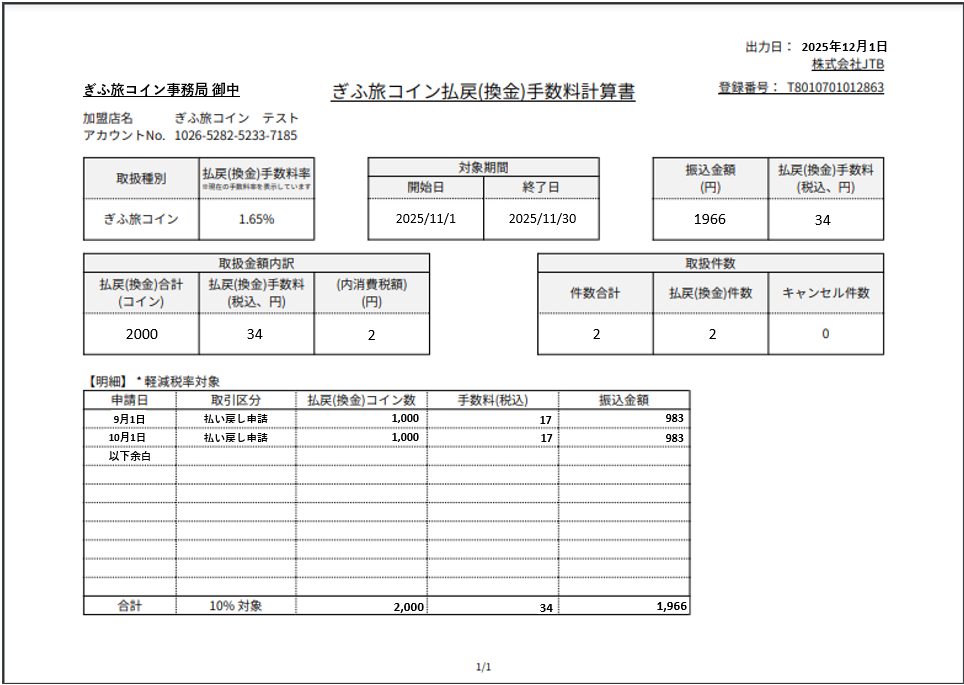 出力日： 2025年12月1日
株式会社JTB
ぎふ旅コイン事務局 御中
ぎふ旅コイン払戻(換金)手数料計算書
登録番号： T8010701012863
加盟店名 ぎふ旅コイン　テスト
アカウントNo. 1026-5282-5233-7185
取扱種別 払戻(換金)手数料率
※現在の手数料率を表示しています
ぎふ旅コイン 1.65%
対象期間
開始日 終了日
2025/11/1 2025/11/30
振込金額 払戻(換金)手数料
(円) (税込、円)
1966 34
取扱金額内訳
払戻(換金)合計 払戻(換金)手数料 (内消費税額)
(コイン) (税込、円) (円)
2000 34 2
取扱件数
件数合計 払戻(換金)件数 キャンセル件数
2 2 0
【明細】 * 軽減税率対象
申請日 取引区分 払戻(換金)コイン数 手数料(税込) 振込金額
9月1日 払い戻し申請 1,000 17 983
10月1日 払い戻し申請 1,000 17 983
以下余白
合計 10% 対象 2,000 34 1,966
1/1